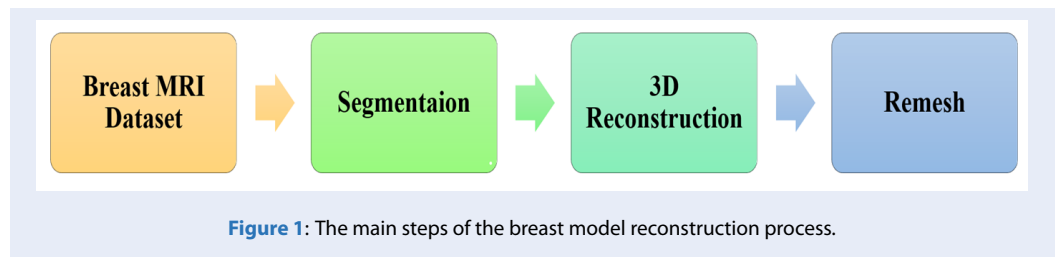 Breast MRI
Dataset
Segmentaion
3D
Reconstruction
Remesh
Figure 1: The main steps of the breast model reconstruction process.